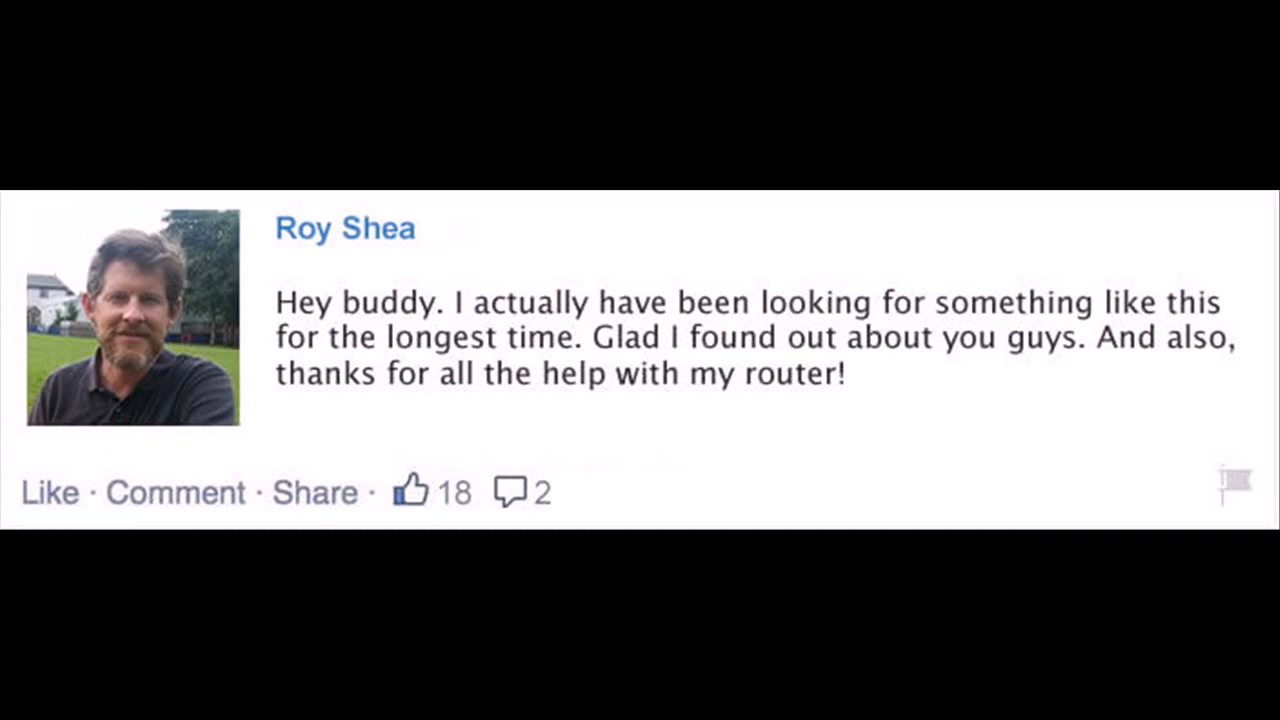 Roy Shea
Hey buddy. I actually have been looking for something like this
for the longest time. Glad I found out about you guys. And also,
thanks for all the help with my router!
Like · Comment · Share · 18 2